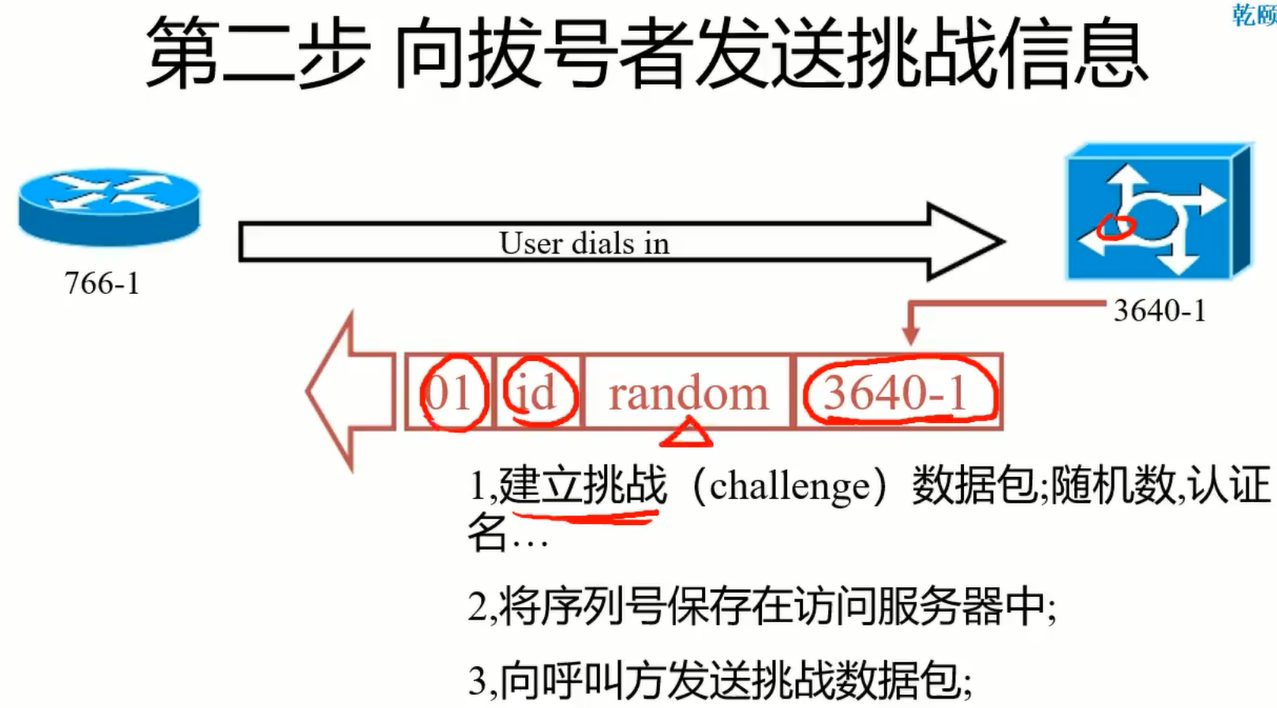 乾颐
第二步 向拔号者发送挑战信息
User dials in
766-1
3640-1
01 id random 3640-1
1,建立挑战（challenge）数据包;随机数,认证
名…
2,将序列号保存在访问服务器中;
3,向呼叫方发送挑战数据包;